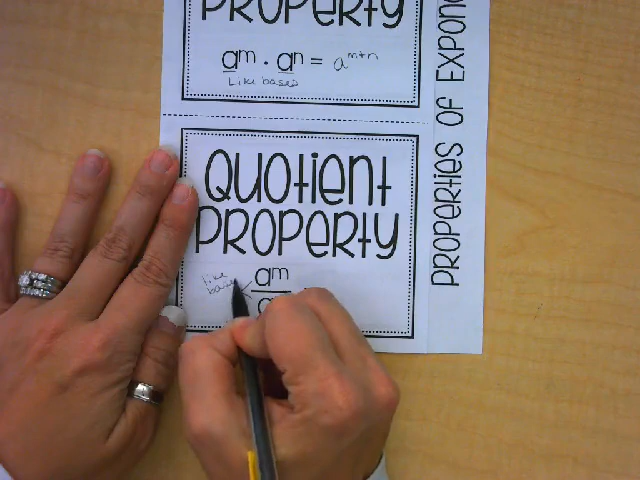 PROPERTY
aᵐ · aⁿ = aᵐ⁺ⁿ
Like bases
QUOTIENT
PROPERTY
like
bases
aᵐ
a
PROPERTIES OF EXPON